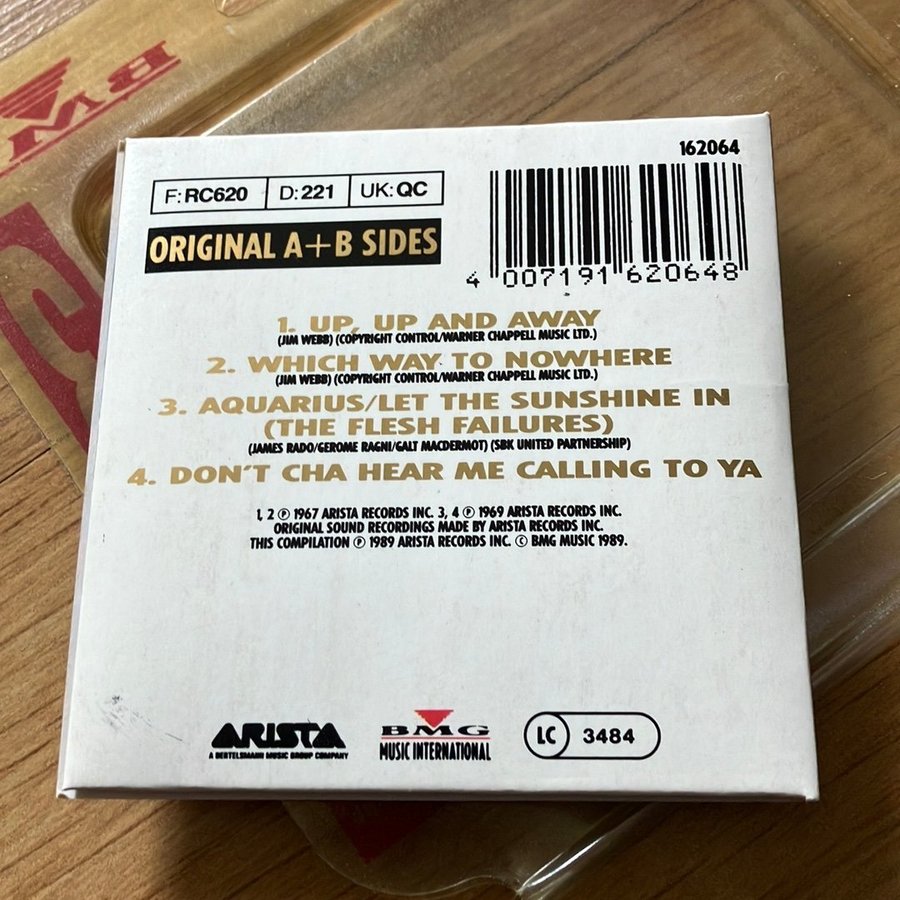 BMG
162064
F: RC620 D: 221 UK: QC
ORIGINAL A+B SIDES
4 007191 620648
1. UP, UP AND AWAY
(JIM WEBB) (COPYRIGHT CONTROL/WARNER CHAPPELL MUSIC LTD.)
2. WHICH WAY TO NOWHERE
(JIM WEBB) (COPYRIGHT CONTROL/WARNER CHAPPELL MUSIC LTD.)
3. AQUARIUS/LET THE SUNSHINE IN
(THE FLESH FAILURES)
(JAMES RADO/GEROME RAGNI/GALT MACDERMOT) (SBK UNITED PARTNERSHIP)
4. DON'T CHA HEAR ME CALLING TO YA
1, 2 ℗ 1967 ARISTA RECORDS INC. 3, 4 ℗ 1969 ARISTA RECORDS INC.
ORIGINAL SOUND RECORDINGS MADE BY ARISTA RECORDS INC.
THIS COMPILATION ℗ 1989 ARISTA RECORDS INC. © BMG MUSIC 1989.
ARISTA
A BERTELSMANN MUSIC GROUP COMPANY
BMG
MUSIC INTERNATIONAL
LC 3484